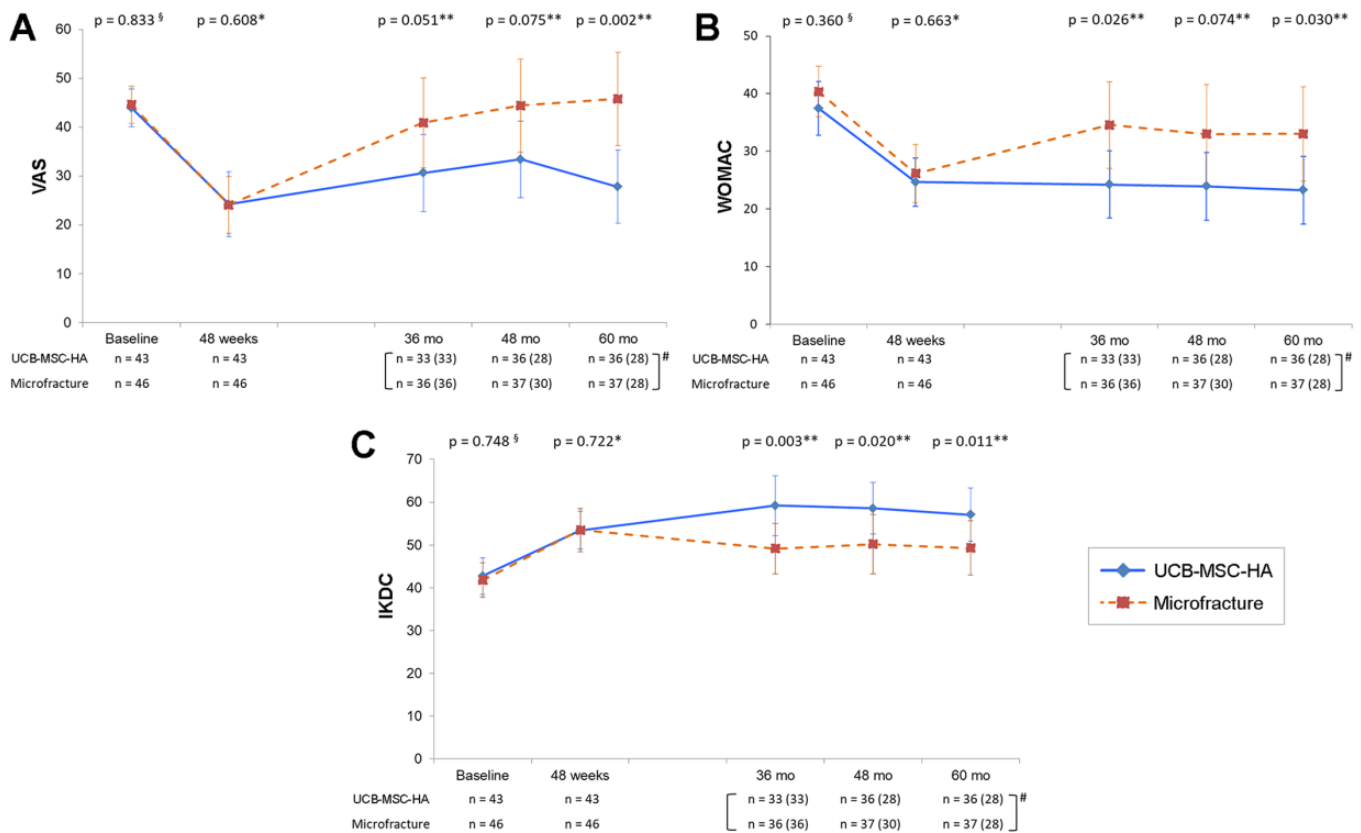 A
p = 0.833 § p = 0.608* p = 0.051** p = 0.075** p = 0.002**
VAS
60
50
40
30
20
10
0
Baseline 48 weeks 36 mo 48 mo 60 mo
UCB-MSC-HA n = 43 n = 43 n = 33 (33) n = 36 (28) n = 36 (28) #
Microfracture n = 46 n = 46 n = 36 (36) n = 37 (30) n = 37 (28)
B
p = 0.360 § p = 0.663* p = 0.026** p = 0.074** p = 0.030**
WOMAC
50
40
30
20
10
0
Baseline 48 weeks 36 mo 48 mo 60 mo
UCB-MSC-HA n = 43 n = 43 n = 33 (33) n = 36 (28) n = 36 (28) #
Microfracture n = 46 n = 46 n = 36 (36) n = 37 (30) n = 37 (28)
C
p = 0.748 § p = 0.722* p = 0.003** p = 0.020** p = 0.011**
IKDC
70
60
50
40
30
20
10
0
Baseline 48 weeks 36 mo 48 mo 60 mo
UCB-MSC-HA n = 43 n = 43 n = 33 (33) n = 36 (28) n = 36 (28) #
Microfracture n = 46 n = 46 n = 36 (36) n = 37 (30) n = 37 (28)
UCB-MSC-HA
Microfracture